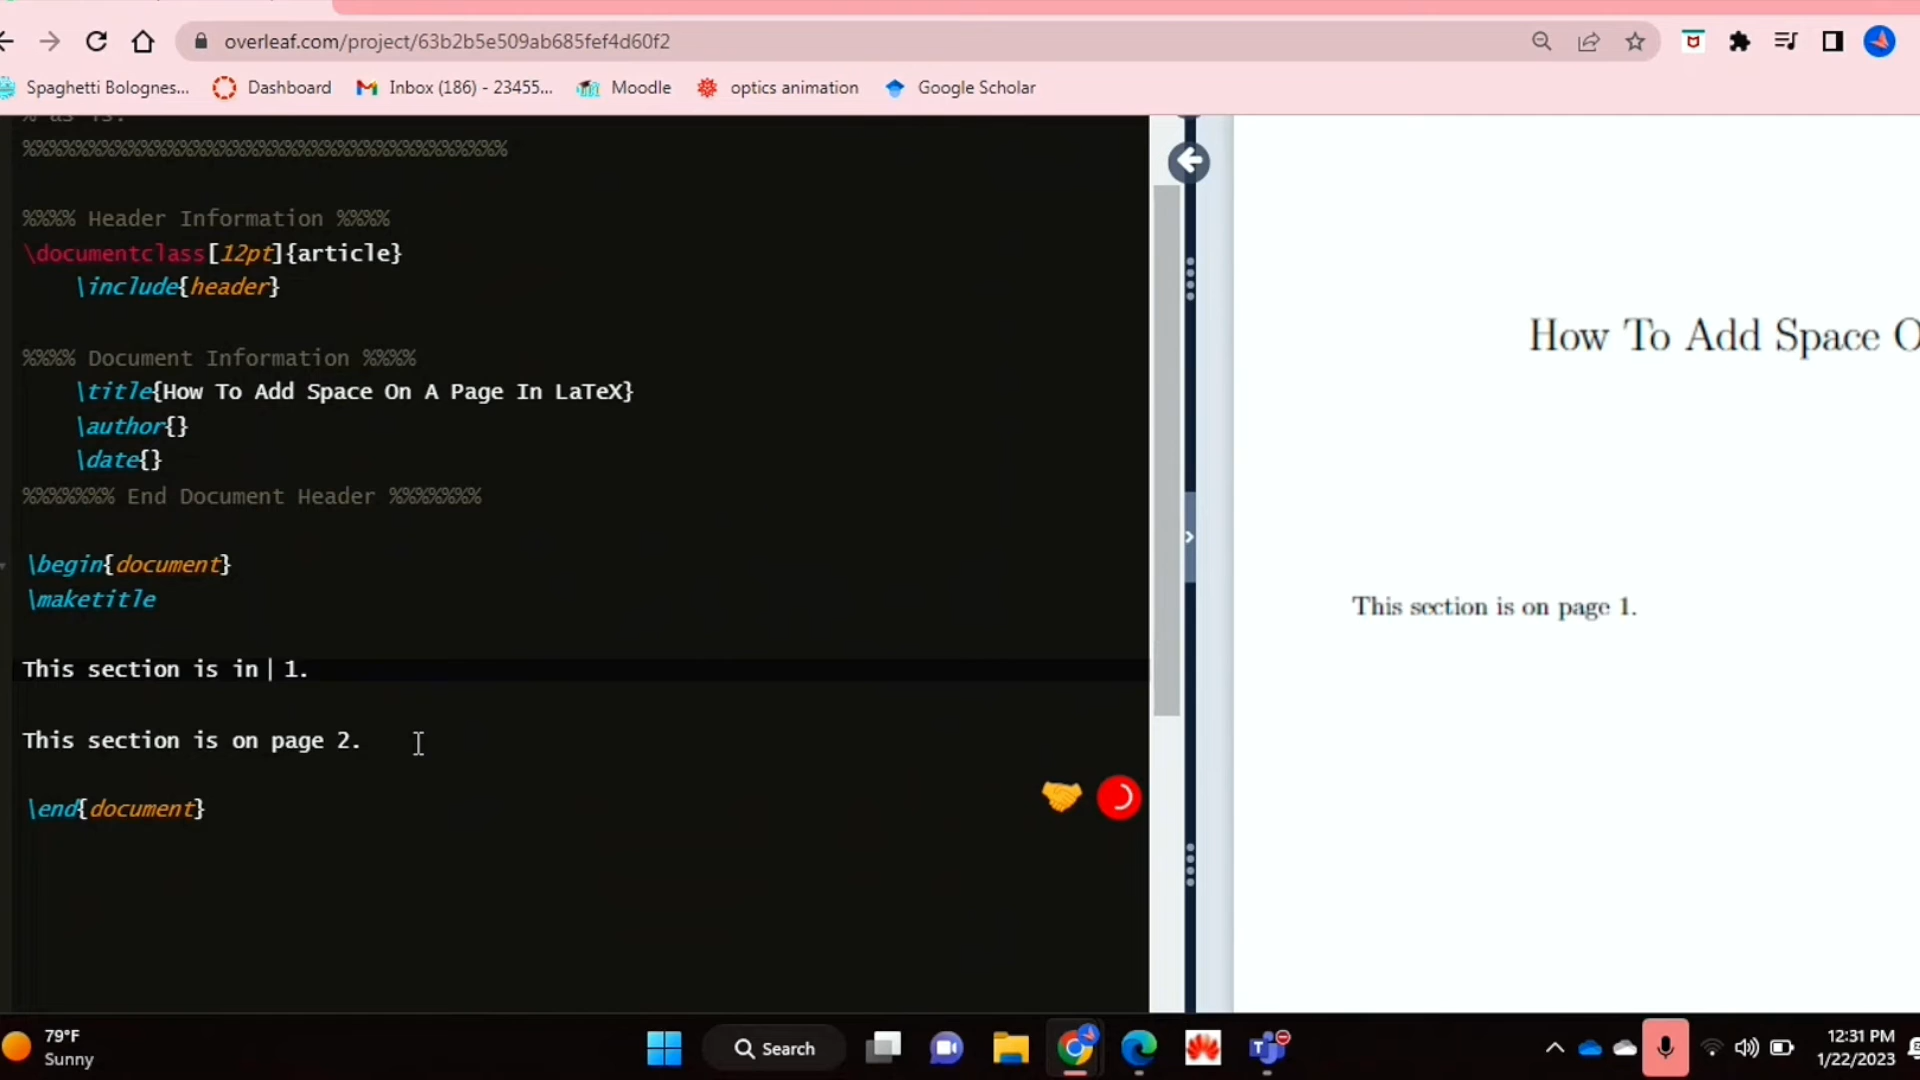 overleaf.com/project/63b2b5e509ab685fef4d60f2
Spaghetti Bolognes... Dashboard Inbox (186) - 23455... Moodle optics animation Google Scholar
% as is.
%%%%%%%%%%%%%%%%%%%%%%%%%%%%%%%%%%%%%
%%%% Header Information %%%%
\documentclass[12pt]{article}
\include{header}
%%%% Document Information %%%%
\title{How To Add Space On A Page In LaTeX}
\author{}
\date{}
%%%%%%% End Document Header %%%%%%%
\begin{document}
\maketitle
This section is in 1.
This section is on page 2.
\end{document}
How To Add Space O
This section is on page 1.
79°F
Sunny
Search
12:31 PM
1/22/2023